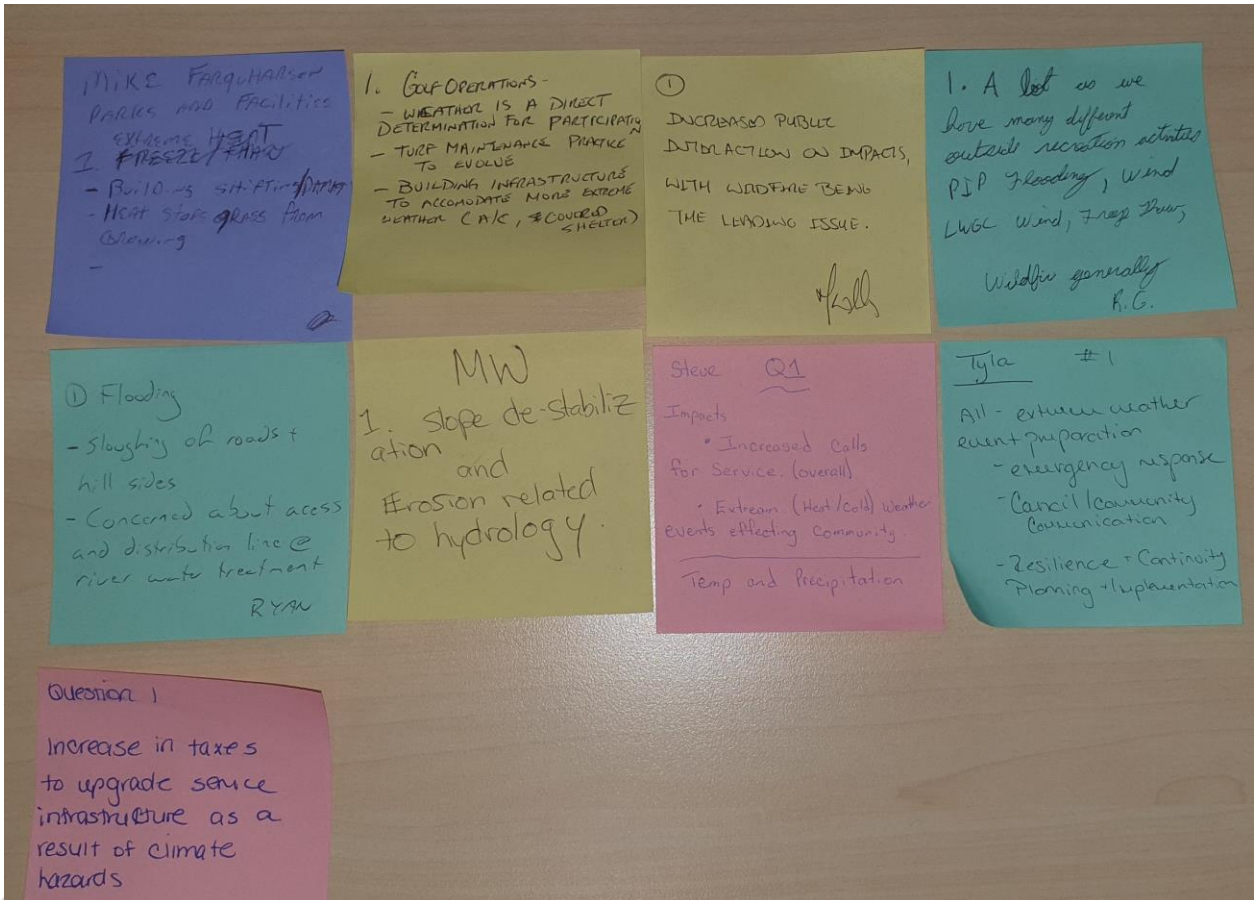 MIKE FARQUHARSON
PARKS AND FACILITIES
EXTREME HEAT
1. FREEZE/THAW
- BUILDING SHIFTING/
- HEAT STOPS grass from
Growing
-
1. GOLF OPERATIONS -
- WEATHER IS A DIRECT
DETERMINATION FOR PARTICIPATION
- TURF MAINTENANCE PRACTICE
TO EVOLVE
- BUILDING INFRASTRUCTURE
TO ACCOMODATE MORE EXTREME
WEATHER (A/C, COVERED
SHELTER)
①
INCREASED PUBLIC
INTERACTION ON IMPACTS,
WITH WILDFIRE BEING
THE LEADING ISSUE.
1. A lot as we
have many different
outside recreation activities
PIP Flooding, Wind
LWGC Wind, Freeze Thaw,
Wildfire generally
R.G.
① Flooding
- Sloughing of roads +
hill sides
- Concerned about acess
and distribution line @
river water treatment
RYAN
MW
1. Slope de-stabiliz
ation
and
Erosion related
to hydrology.
Steve Q1
Impacts
• Increased Calls
for Service. (overall)
• Extream (Heat/Cold) weather
events effecting Community.
Temp and Precipitation
Tyla #1
All - extreme weather
event preparation
- emergency response
- Council/community
Communication
- Resilience + Continuity
Planning + Implementation
Question 1
Increase in taxes
to upgrade service
infrastructure as a
result of climate
hazards